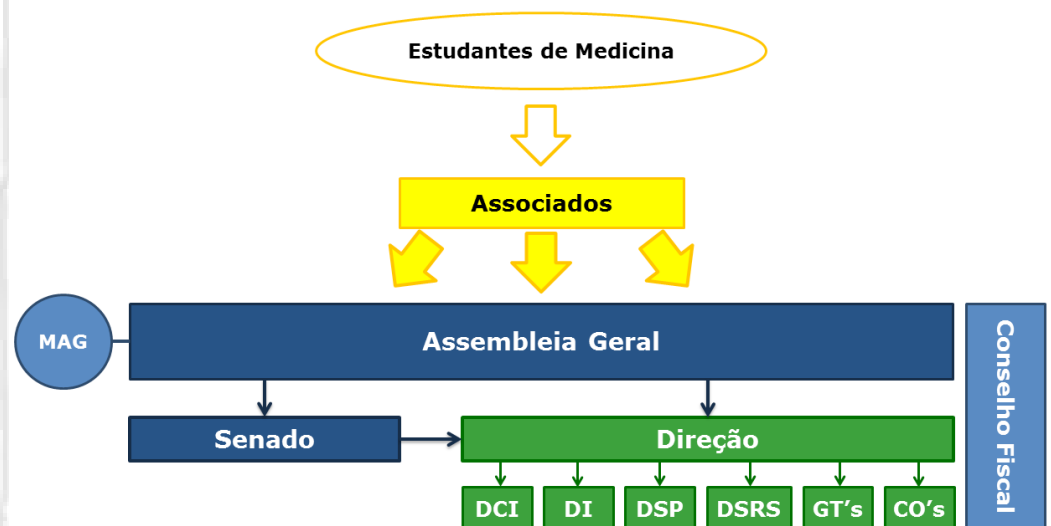 Estudantes de Medicina
Associados
MAG
Assembleia Geral
Conselho Fiscal
Senado
Direção
DCI
DI
DSP
DSRS
GT's
CO's